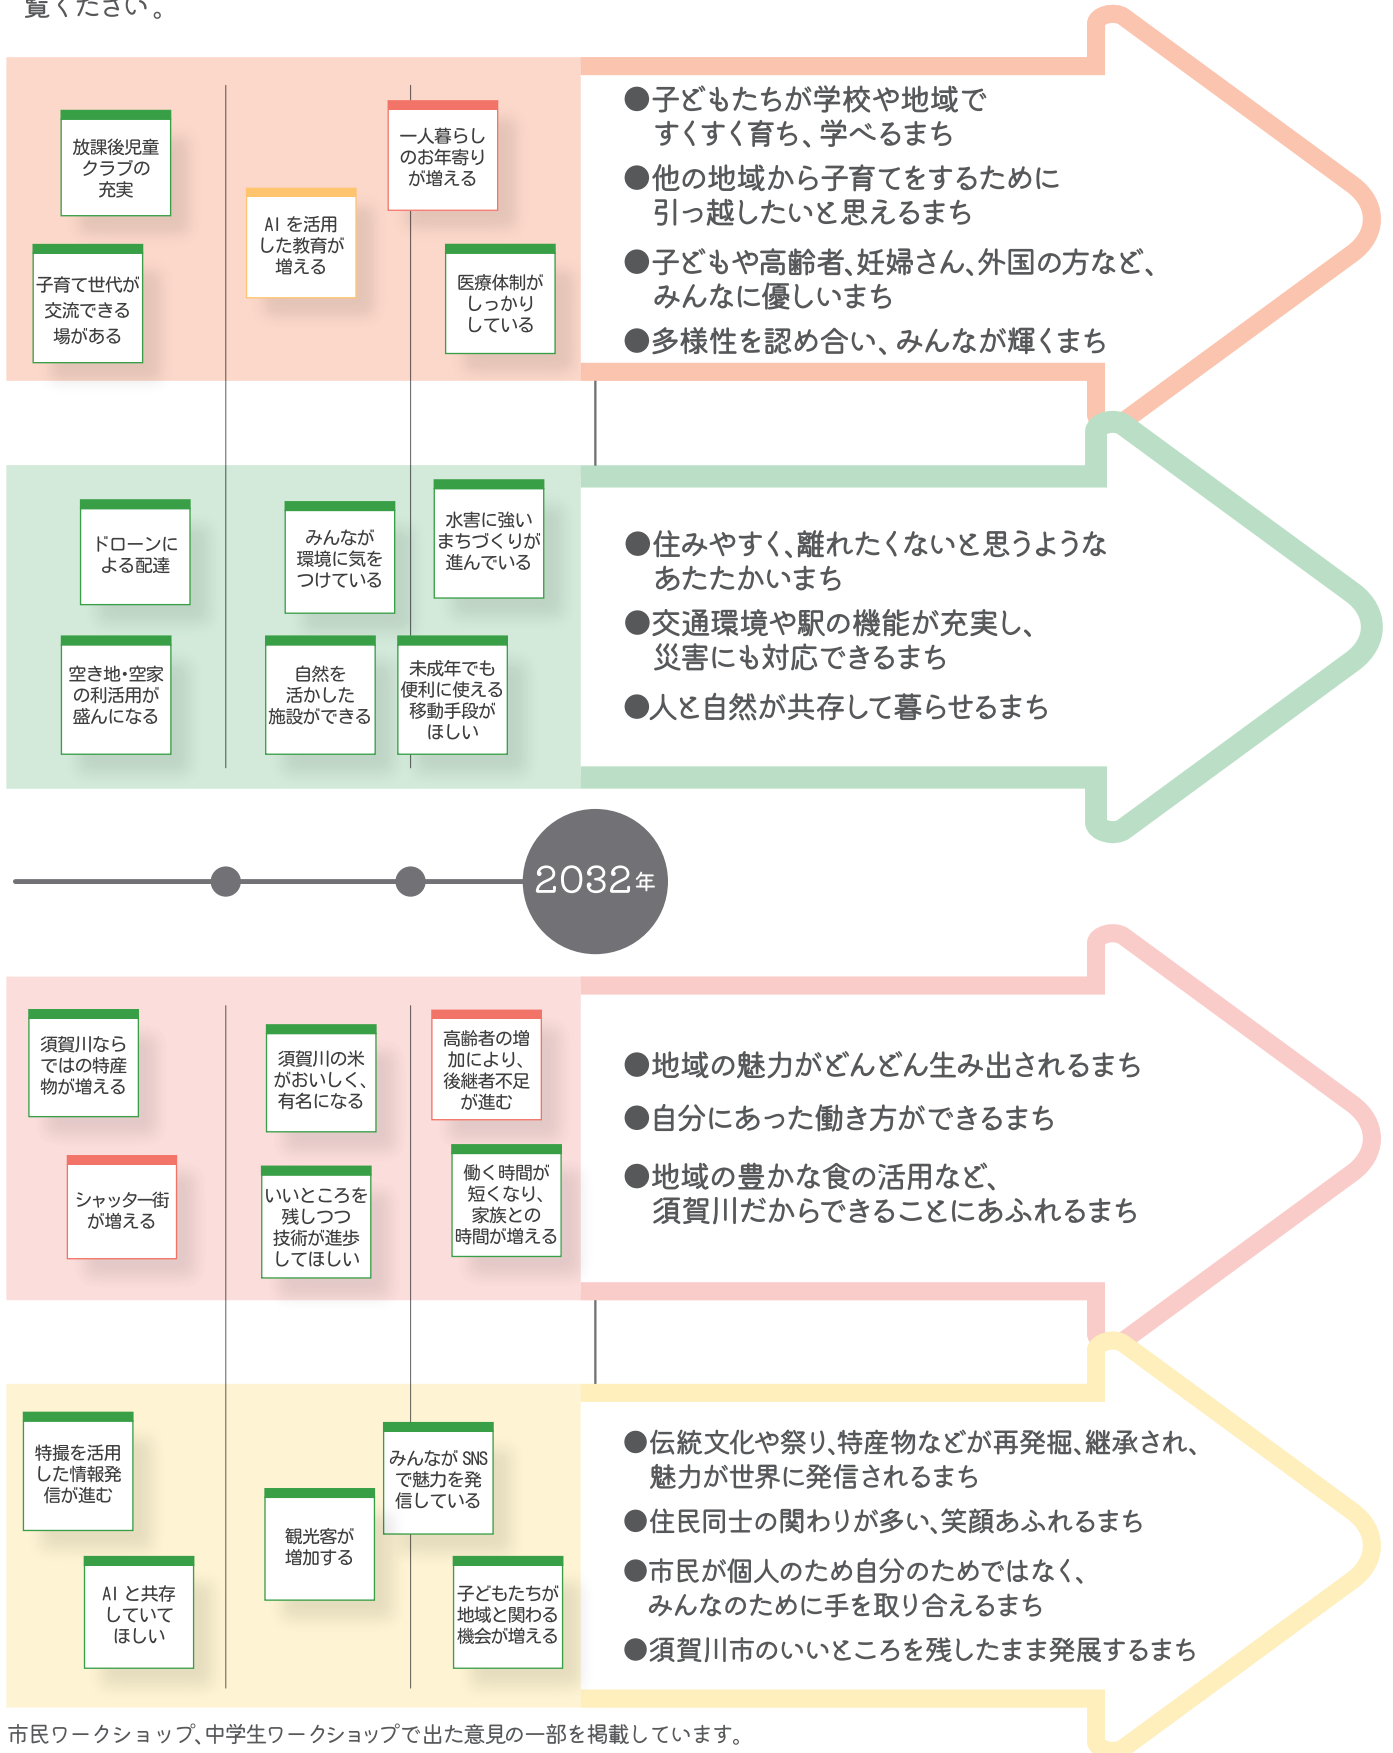 覧ください。
放課後児童
クラブの
充実
子育て世代が
交流できる
場がある
AI を活用
した教育が
増える
一人暮らし
のお年寄り
が増える
医療体制が
しっかり
している
●子どもたちが学校や地域で
すくすく育ち、学べるまち
●他の地域から子育てをするために
引っ越したいと思えるまち
●子どもや高齢者、妊婦さん、外国の方など、
みんなに優しいまち
●多様性を認め合い、みんなが輝くまち
ドローンに
よる配達
空き地・空家
の利活用が
盛んになる
みんなが
環境に気を
つけている
自然を
活かした
施設ができる
水害に強い
まちづくりが
進んでいる
未成年でも
便利に使える
移動手段が
ほしい
●住みやすく、離れたくないと思うような
あたたかいまち
●交通環境や駅の機能が充実し、
災害にも対応できるまち
●人と自然が共存して暮らせるまち
2032年
須賀川なら
ではの特産
物が増える
シャッター街
が増える
須賀川の米
がおいしく、
有名になる
いいところを
残しつつ
技術が進歩
してほしい
高齢者の増
加により、
後継者不足
が進む
働く時間が
短くなり、
家族との
時間が増える
●地域の魅力がどんどん生み出されるまち
●自分にあった働き方ができるまち
●地域の豊かな食の活用など、
須賀川だからできることにあふれるまち
特撮を活用
した情報発
信が進む
AI と共存
していて
ほしい
観光客が
増加する
みんなが SNS
で魅力を発
信している
子どもたちが
地域と関わる
機会が増える
●伝統文化や祭り、特産物などが再発掘、継承され、
魅力が世界に発信されるまち
●住民同士の関わりが多い、笑顔あふれるまち
●市民が個人のため自分のためではなく、
みんなのために手を取り合えるまち
●須賀川市のいいところを残したまま発展するまち
市民ワークショップ、中学生ワークショップで出た意見の一部を掲載しています。